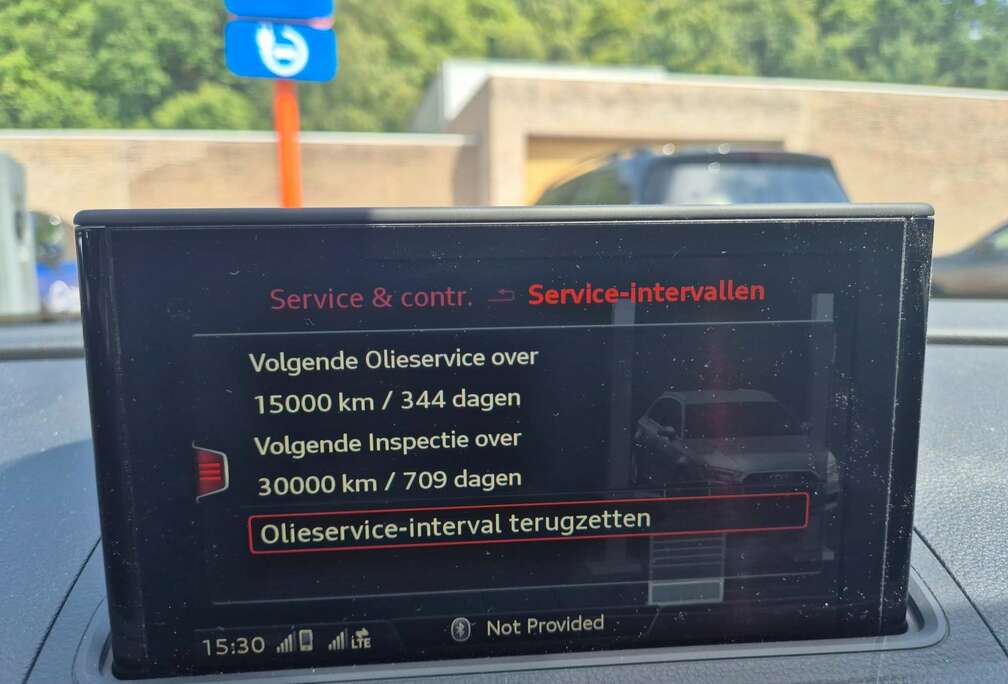 Service & contr. Service-intervallen
Volgende Olieservice over
15000 km / 344 dagen
Volgende Inspectie over
30000 km / 709 dagen
Olieservice-interval terugzetten
15:30 LTE Not Provided